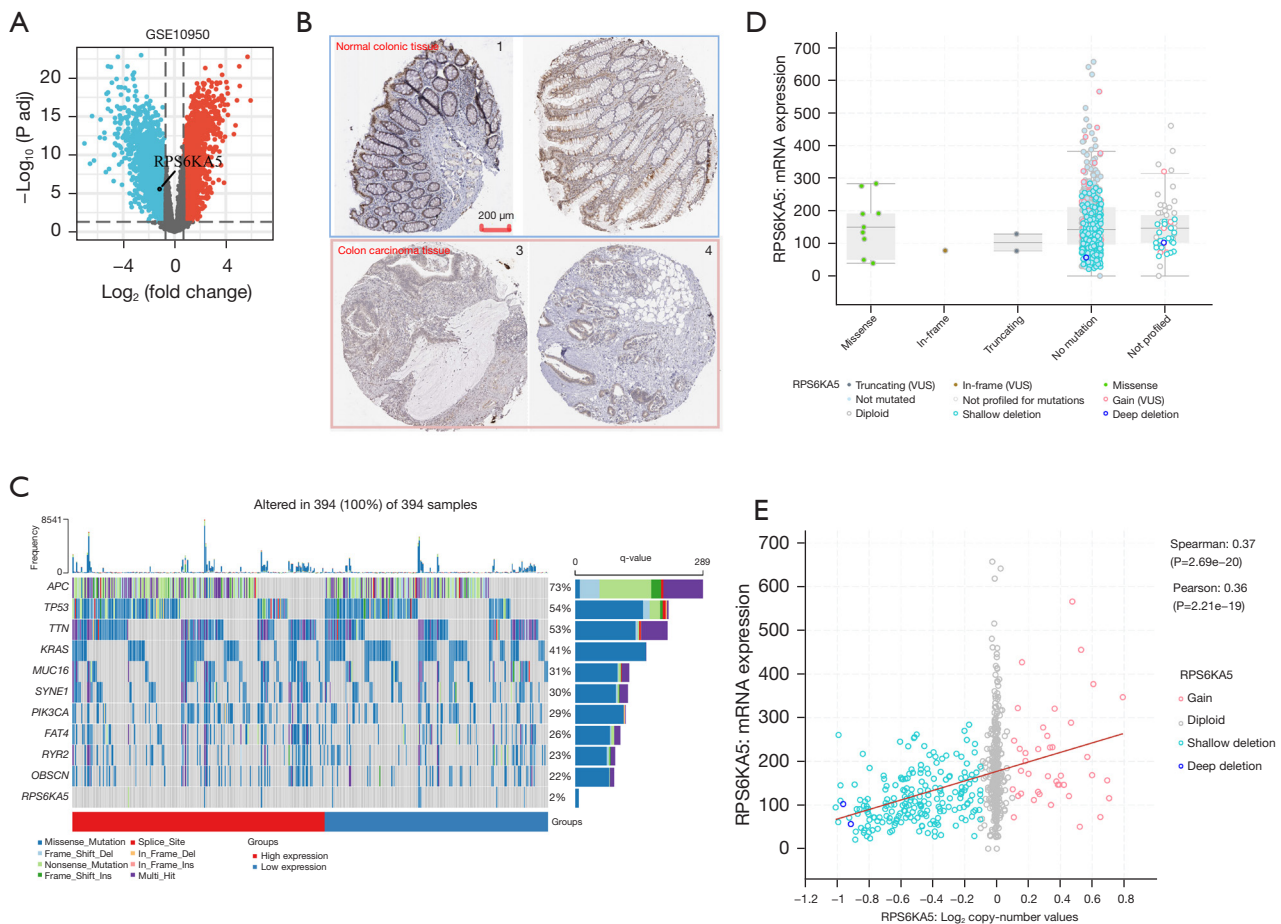 A
GSE10950
−Log₁₀ (P adj)
20
15
10
5
0
RPS6KA5
−4
0
4
Log₂ (fold change)
B
Normal colonic tissue
1
200 μm
Colon carcinoma tissue
3
4
D
RPS6KA5: mRNA expression
700
600
500
400
300
200
100
0
Missense
In-frame
Truncating
No mutation
Not profiled
RPS6KA5
Truncating (VUS)
In-frame (VUS)
Missense
Not mutated
Not profiled for mutations
Gain (VUS)
Diploid
Shallow deletion
Deep deletion
C
Altered in 394 (100%) of 394 samples
Frequency
8541
0
0
q-value
289
APC
73%
TP53
54%
TTN
53%
KRAS
41%
MUC16
31%
SYNE1
30%
PIK3CA
29%
FAT4
26%
RYR2
23%
OBSCN
22%
RPS6KA5
2%
Groups
Missense_Mutation
Splice_Site
Groups
Frame_Shift_Del
In_Frame_Del
High expression
Nonsense_Mutation
In_Frame_Ins
Low expression
Frame_Shift_Ins
Multi_Hit
E
RPS6KA5: mRNA expression
700
600
500
400
300
200
100
0
−1.2
−1
−0.8
−0.6
−0.4
−0.2
0
0.2
0.4
0.6
0.8
RPS6KA5: Log₂ copy-number values
Spearman: 0.37
(P=2.69e−20)
Pearson: 0.36
(P=2.21e−19)
RPS6KA5
Gain
Diploid
Shallow deletion
Deep deletion